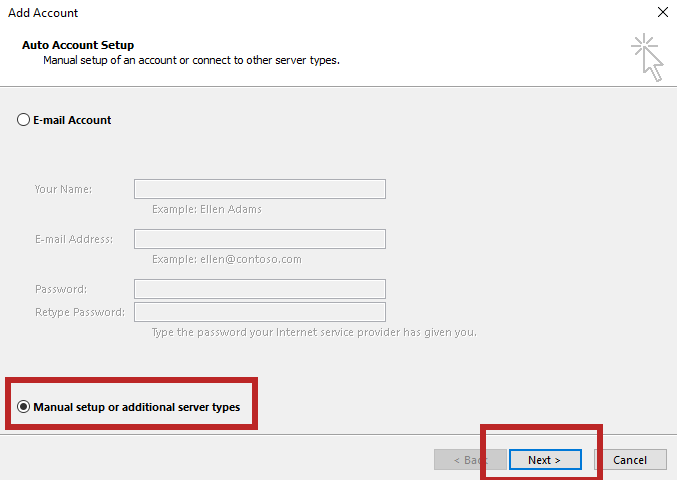 Add Account
Auto Account Setup
Manual setup of an account or connect to other server types.
E-mail Account
Your Name:
Example: Ellen Adams
E-mail Address:
Example: ellen@contoso.com
Password:
Retype Password:
Type the password your Internet service provider has given you.
Manual setup or additional server types
< Back Next > Cancel